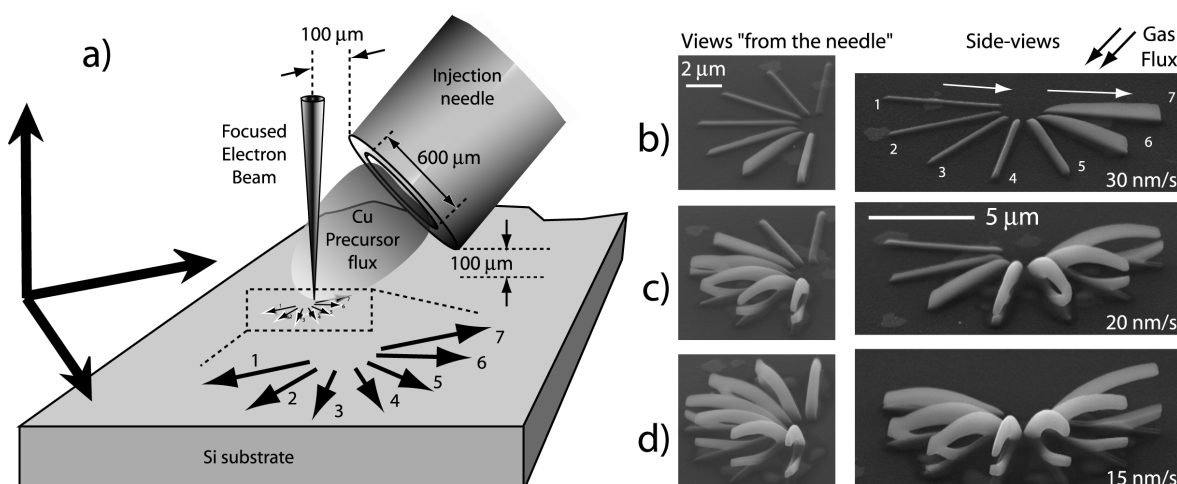 a)
100 µm
Injection
needle
Focused
Electron
Beam
600 µm
Cu
Precursor
flux
100 µm
1
2
3
4
5
6
7
Si substrate
Views "from the needle"
Side-views
Gas
Flux
b)
2 µm
1
2
3
4
5
6
7
30 nm/s
c)
5 µm
20 nm/s
d)
15 nm/s